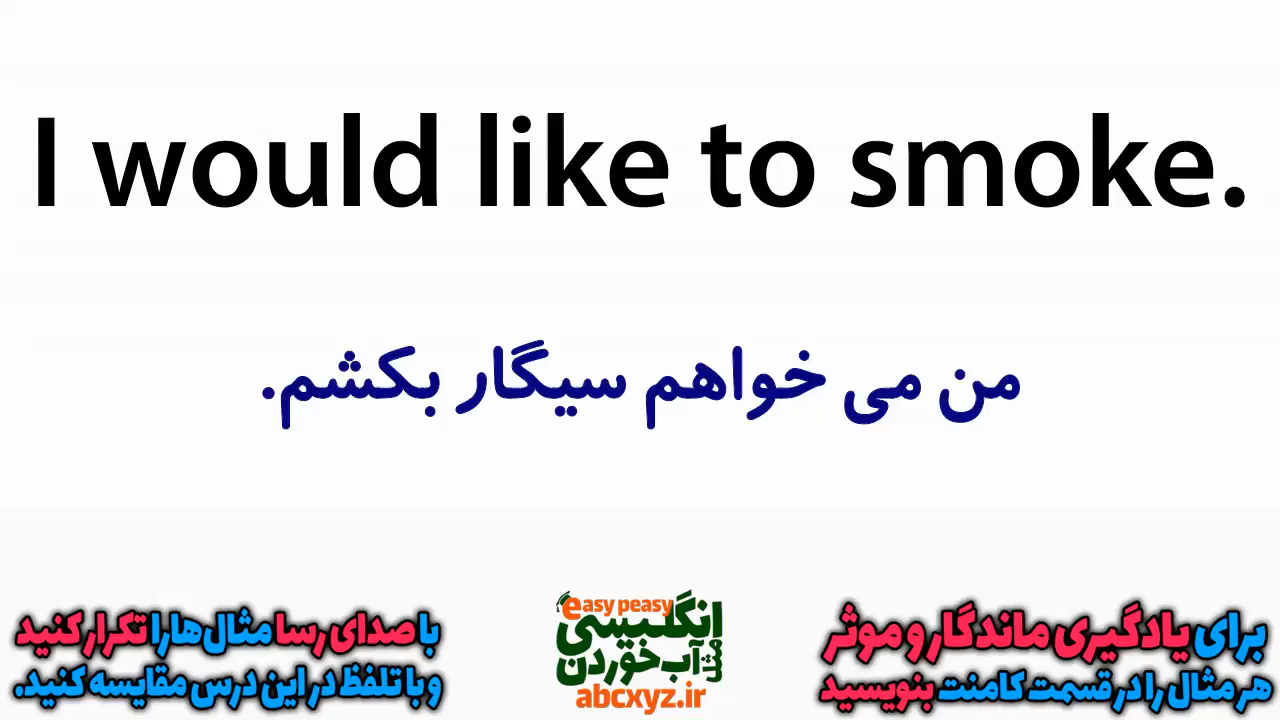 I would like to smoke.
من می خواهم سیگار بکشم.
برای یادگیری ماندگار و موثر
هر مثال را در قسمت کامنت بنویسید
easy peasy
انگلیسی
مثل آب خوردن
abcxyz.ir
با صدای رسا مثال‌ها را تکرار کنید
و با تلفظ در این درس مقایسه کنید.